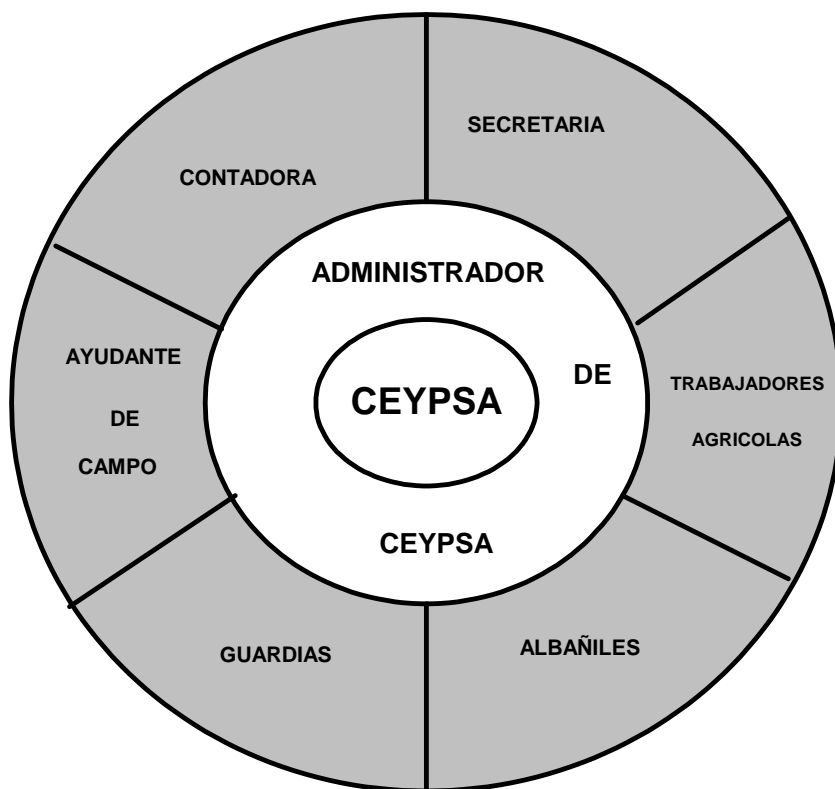 SECRETARIA
CONTADORA
ADMINISTRADOR
DE
CEYPSA
CEYPSA
AYUDANTE
DE
CAMPO
TRABAJADORES
AGRICOLAS
GUARDIAS
ALBAÑILES